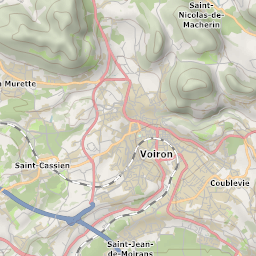 Saint-
Nicolas-de-
Macherin
Murette
Voiron
Saint-Cassien
Coublevie
Saint-Jean-
de-Moirans